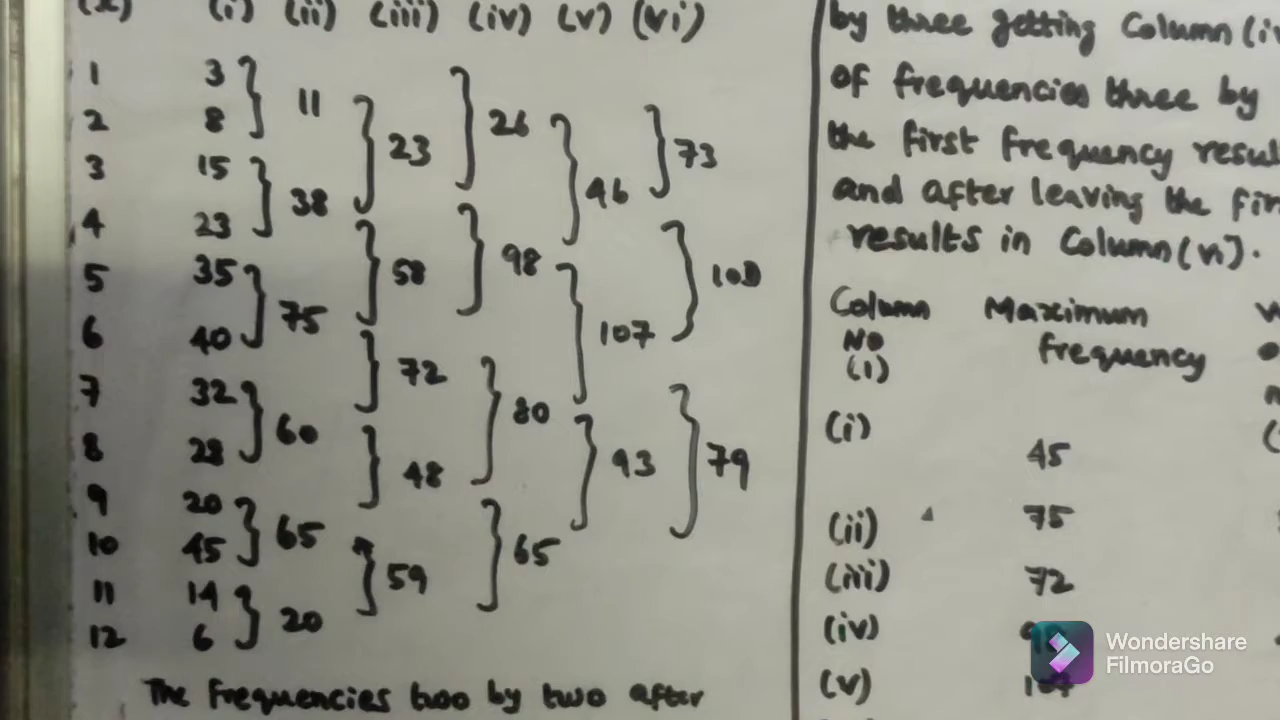 (x) (i) (ii) (iii) (iv) (v) (vi)
1 3
2 8
11
3 15
4 23
38
5 35
6 40
75
7 32
8 28
60
9 20
10 45
65
11 14
12 6
20
23
58
72
48
59
26
98
80
65
46
107
93
73
79
The frequencies two by two after
by three getting Column (iv
of frequencies three by
the first frequency
and after leaving the
results in Column (vi).
Column Maximum
No frequency
(i)
(i) 45
(ii) 75
(iii) 72
(iv)
(v)
Wondershare
FilmoraGo